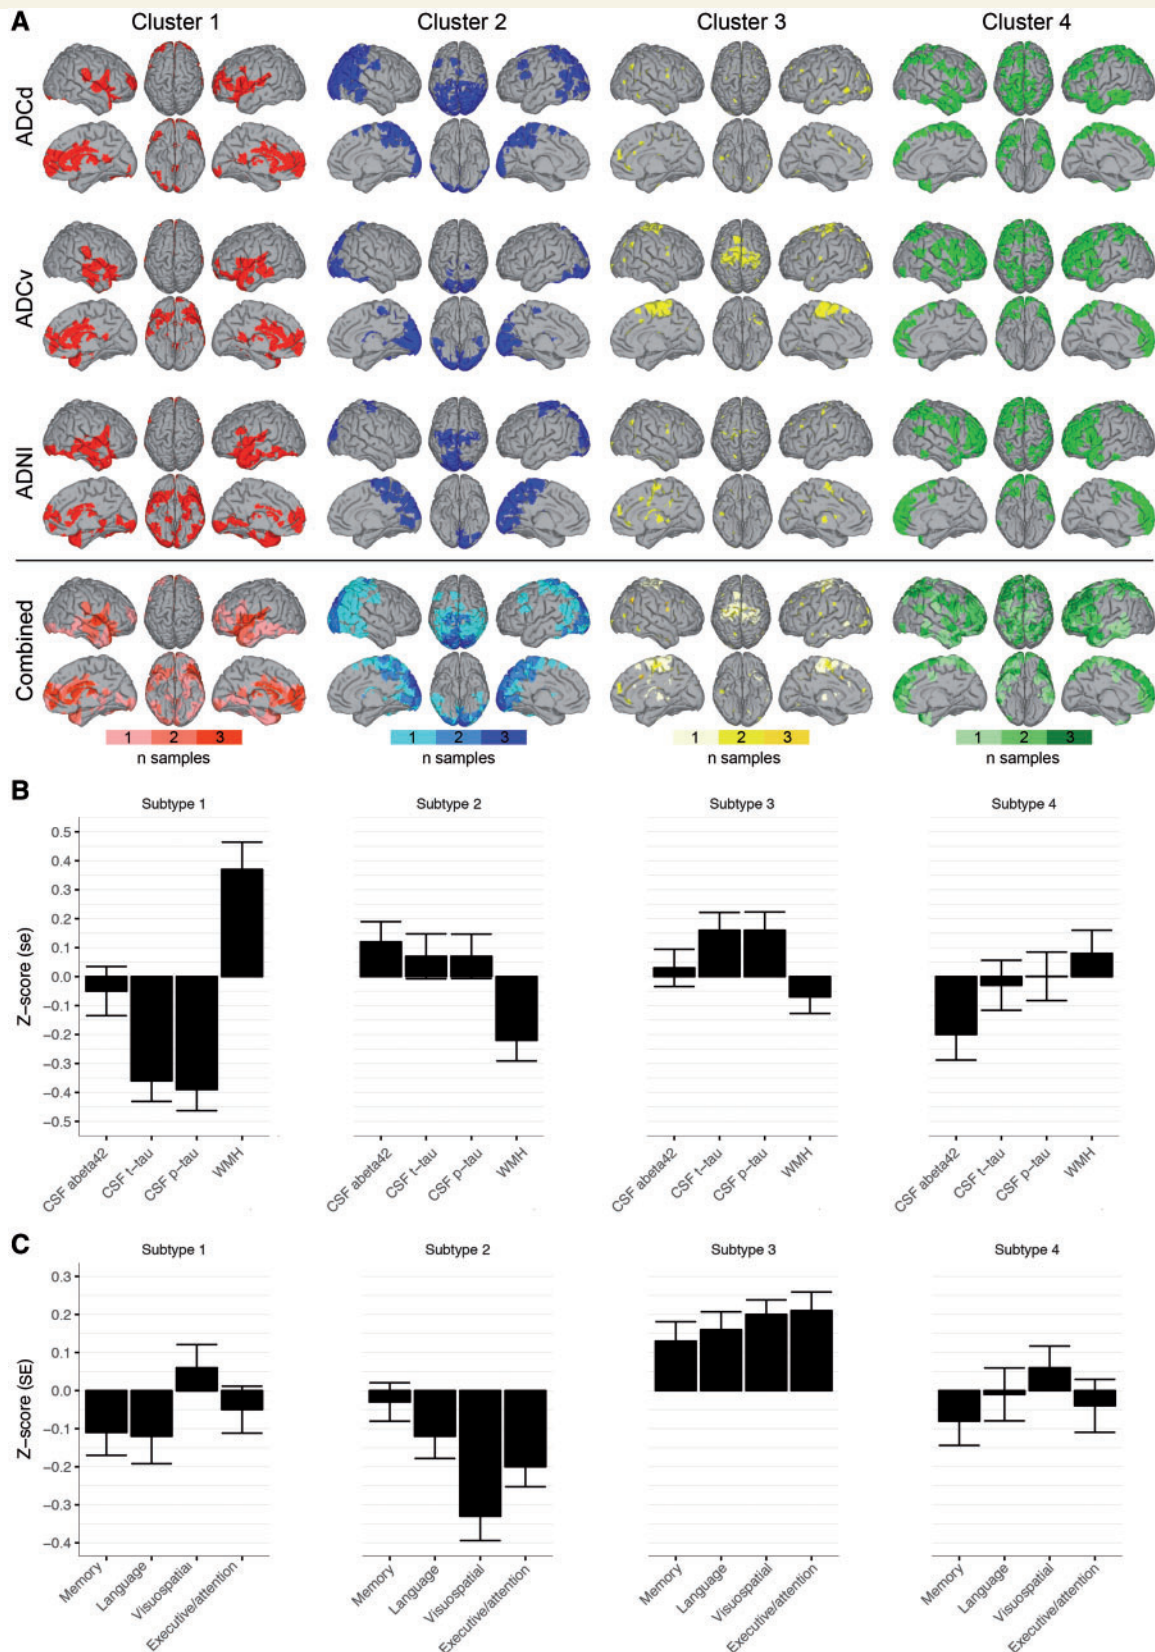 A
Cluster 1 Cluster 2 Cluster 3 Cluster 4
ADCd
ADCv
ADNI
Combined
1 2 3 1 2 3 1 2 3 1 2 3
n samples n samples n samples n samples
B
Subtype 1 Subtype 2 Subtype 3 Subtype 4
Z-score (se)
0.5
0.4
0.3
0.2
0.1
0.0
-0.1
-0.2
-0.3
-0.4
-0.5
CSF abeta42 CSF t-tau CSF p-tau WMH CSF abeta42 CSF t-tau CSF p-tau WMH CSF abeta42 CSF t-tau CSF p-tau WMH CSF abeta42 CSF t-tau CSF p-tau WMH
C
Subtype 1 Subtype 2 Subtype 3 Subtype 4
Z-score (SE)
0.3
0.2
0.1
0.0
-0.1
-0.2
-0.3
-0.4
Memory Language Visuospatial Executive/attention Memory Language Visuospatial Executive/attention Memory Language Visuospatial Executive/attention Memory Language Visuospatial Executive/attention